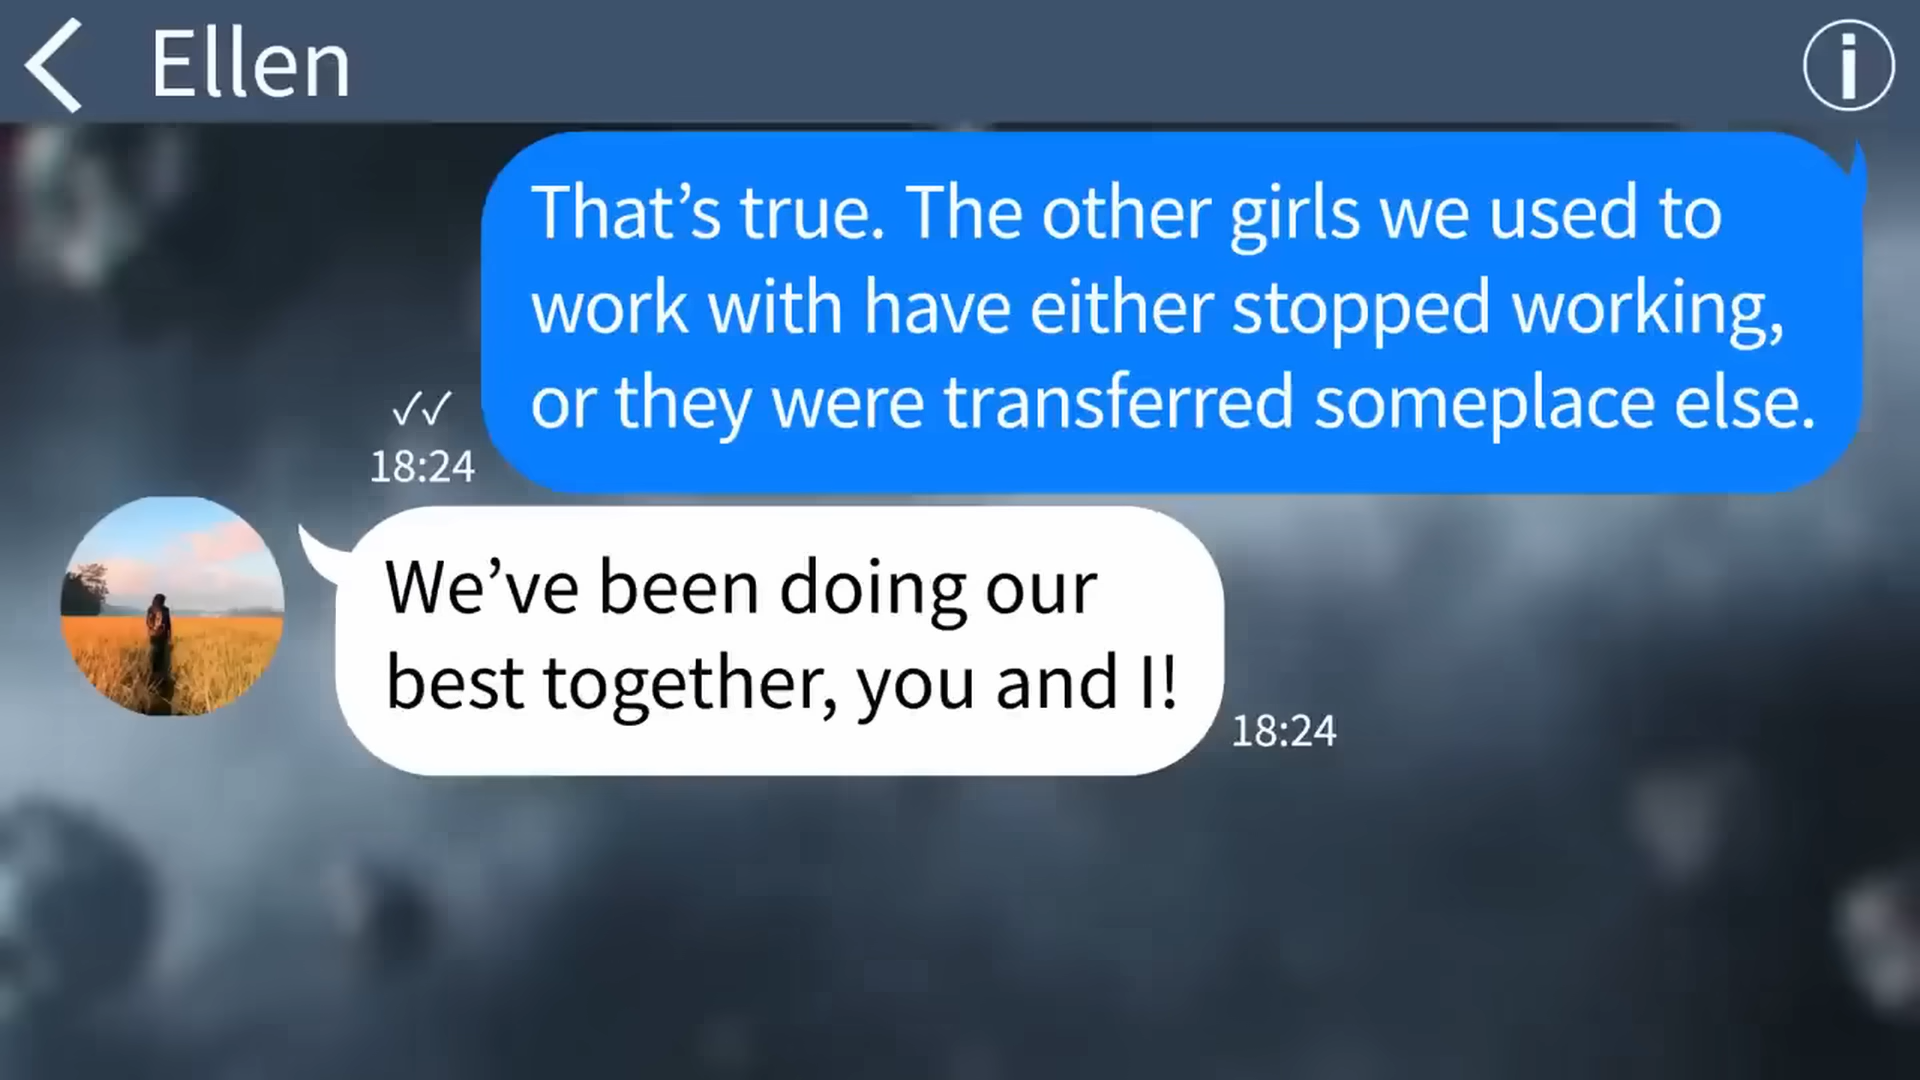 Ellen
That’s true. The other girls we used to
work with have either stopped working,
or they were transferred someplace else.
✓✓
18:24
We’ve been doing our
best together, you and I!
18:24